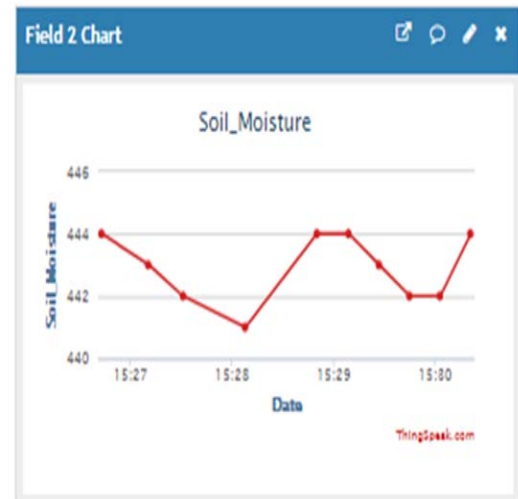 Field 2 Chart
Soil_Moisture
446
444
442
440
Soil_Moisture
15:27 15:28 15:29 15:30
Date
ThingSpeak.com